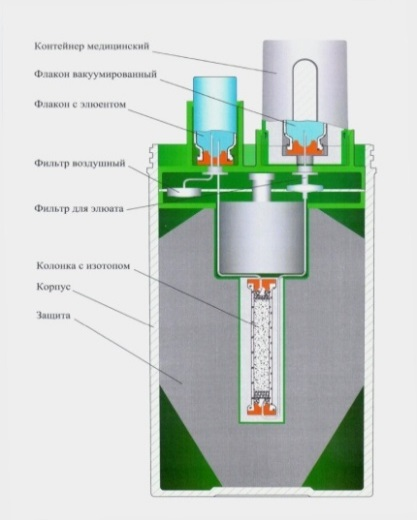 Контейнер медицинский
Флакон вакуумированный
Флакон с элюентом
Фильтр воздушный
Фильтр для элюата
Колонка с изотопом
Корпус
Защита